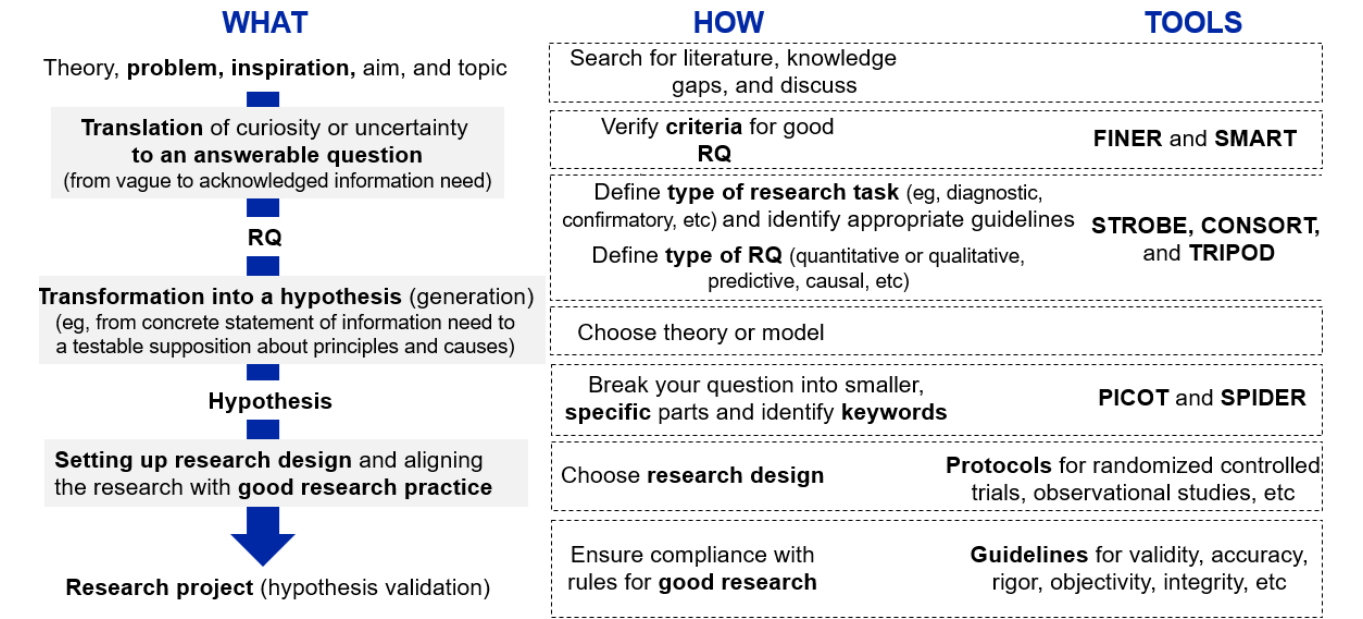 WHAT
Theory, problem, inspiration, aim, and topic
Translation of curiosity or uncertainty
to an answerable question
(from vague to acknowledged information need)
RQ
Transformation into a hypothesis (generation)
(eg, from concrete statement of information need to
a testable supposition about principles and causes)
Hypothesis
Setting up research design and aligning
the research with good research practice
Research project (hypothesis validation)
HOW
Search for literature, knowledge
gaps, and discuss
Verify criteria for good
RQ
Define type of research task (eg, diagnostic,
confirmatory, etc) and identify appropriate guidelines
Define type of RQ (quantitative or qualitative,
predictive, causal, etc)
Choose theory or model
Break your question into smaller,
specific parts and identify keywords
Choose research design
Ensure compliance with
rules for good research
TOOLS
FINER and SMART
STROBE, CONSORT,
and TRIPOD
PICOT and SPIDER
Protocols for randomized controlled
trials, observational studies, etc
Guidelines for validity, accuracy,
rigor, objectivity, integrity, etc